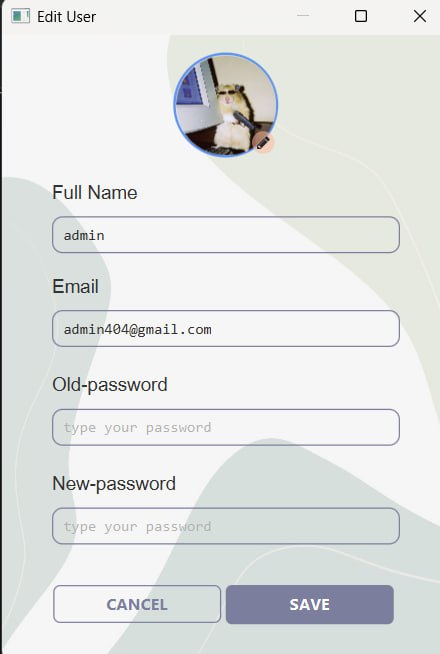 Edit User
Full Name
admin
Email
admin404@gmail.com
Old-password
type your password
New-password
type your password
CANCEL SAVE